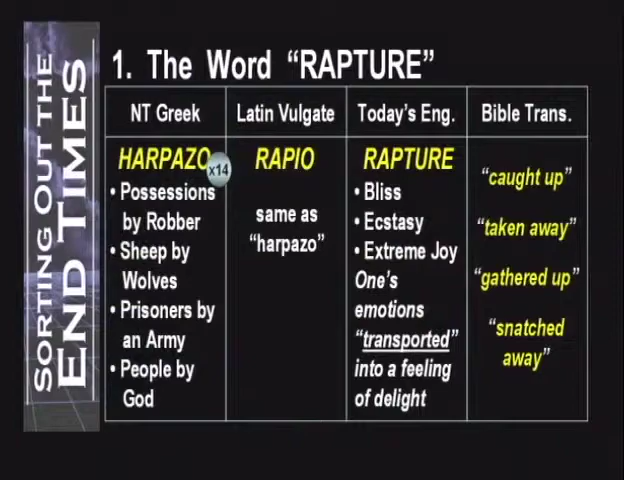 SORTING OUT THE
END TIMES
1. The Word “RAPTURE”
NT Greek
HARPAZO
x14
• Possessions
by Robber
• Sheep by
Wolves
• Prisoners by
an Army
• People by
God
Latin Vulgate
RAPIO
same as
“harpazo”
Today’s Eng.
RAPTURE
• Bliss
• Ecstasy
• Extreme Joy
One’s
emotions
“transported”
into a feeling
of delight
Bible Trans.
“caught up”
“taken away”
“gathered up”
“snatched
away”